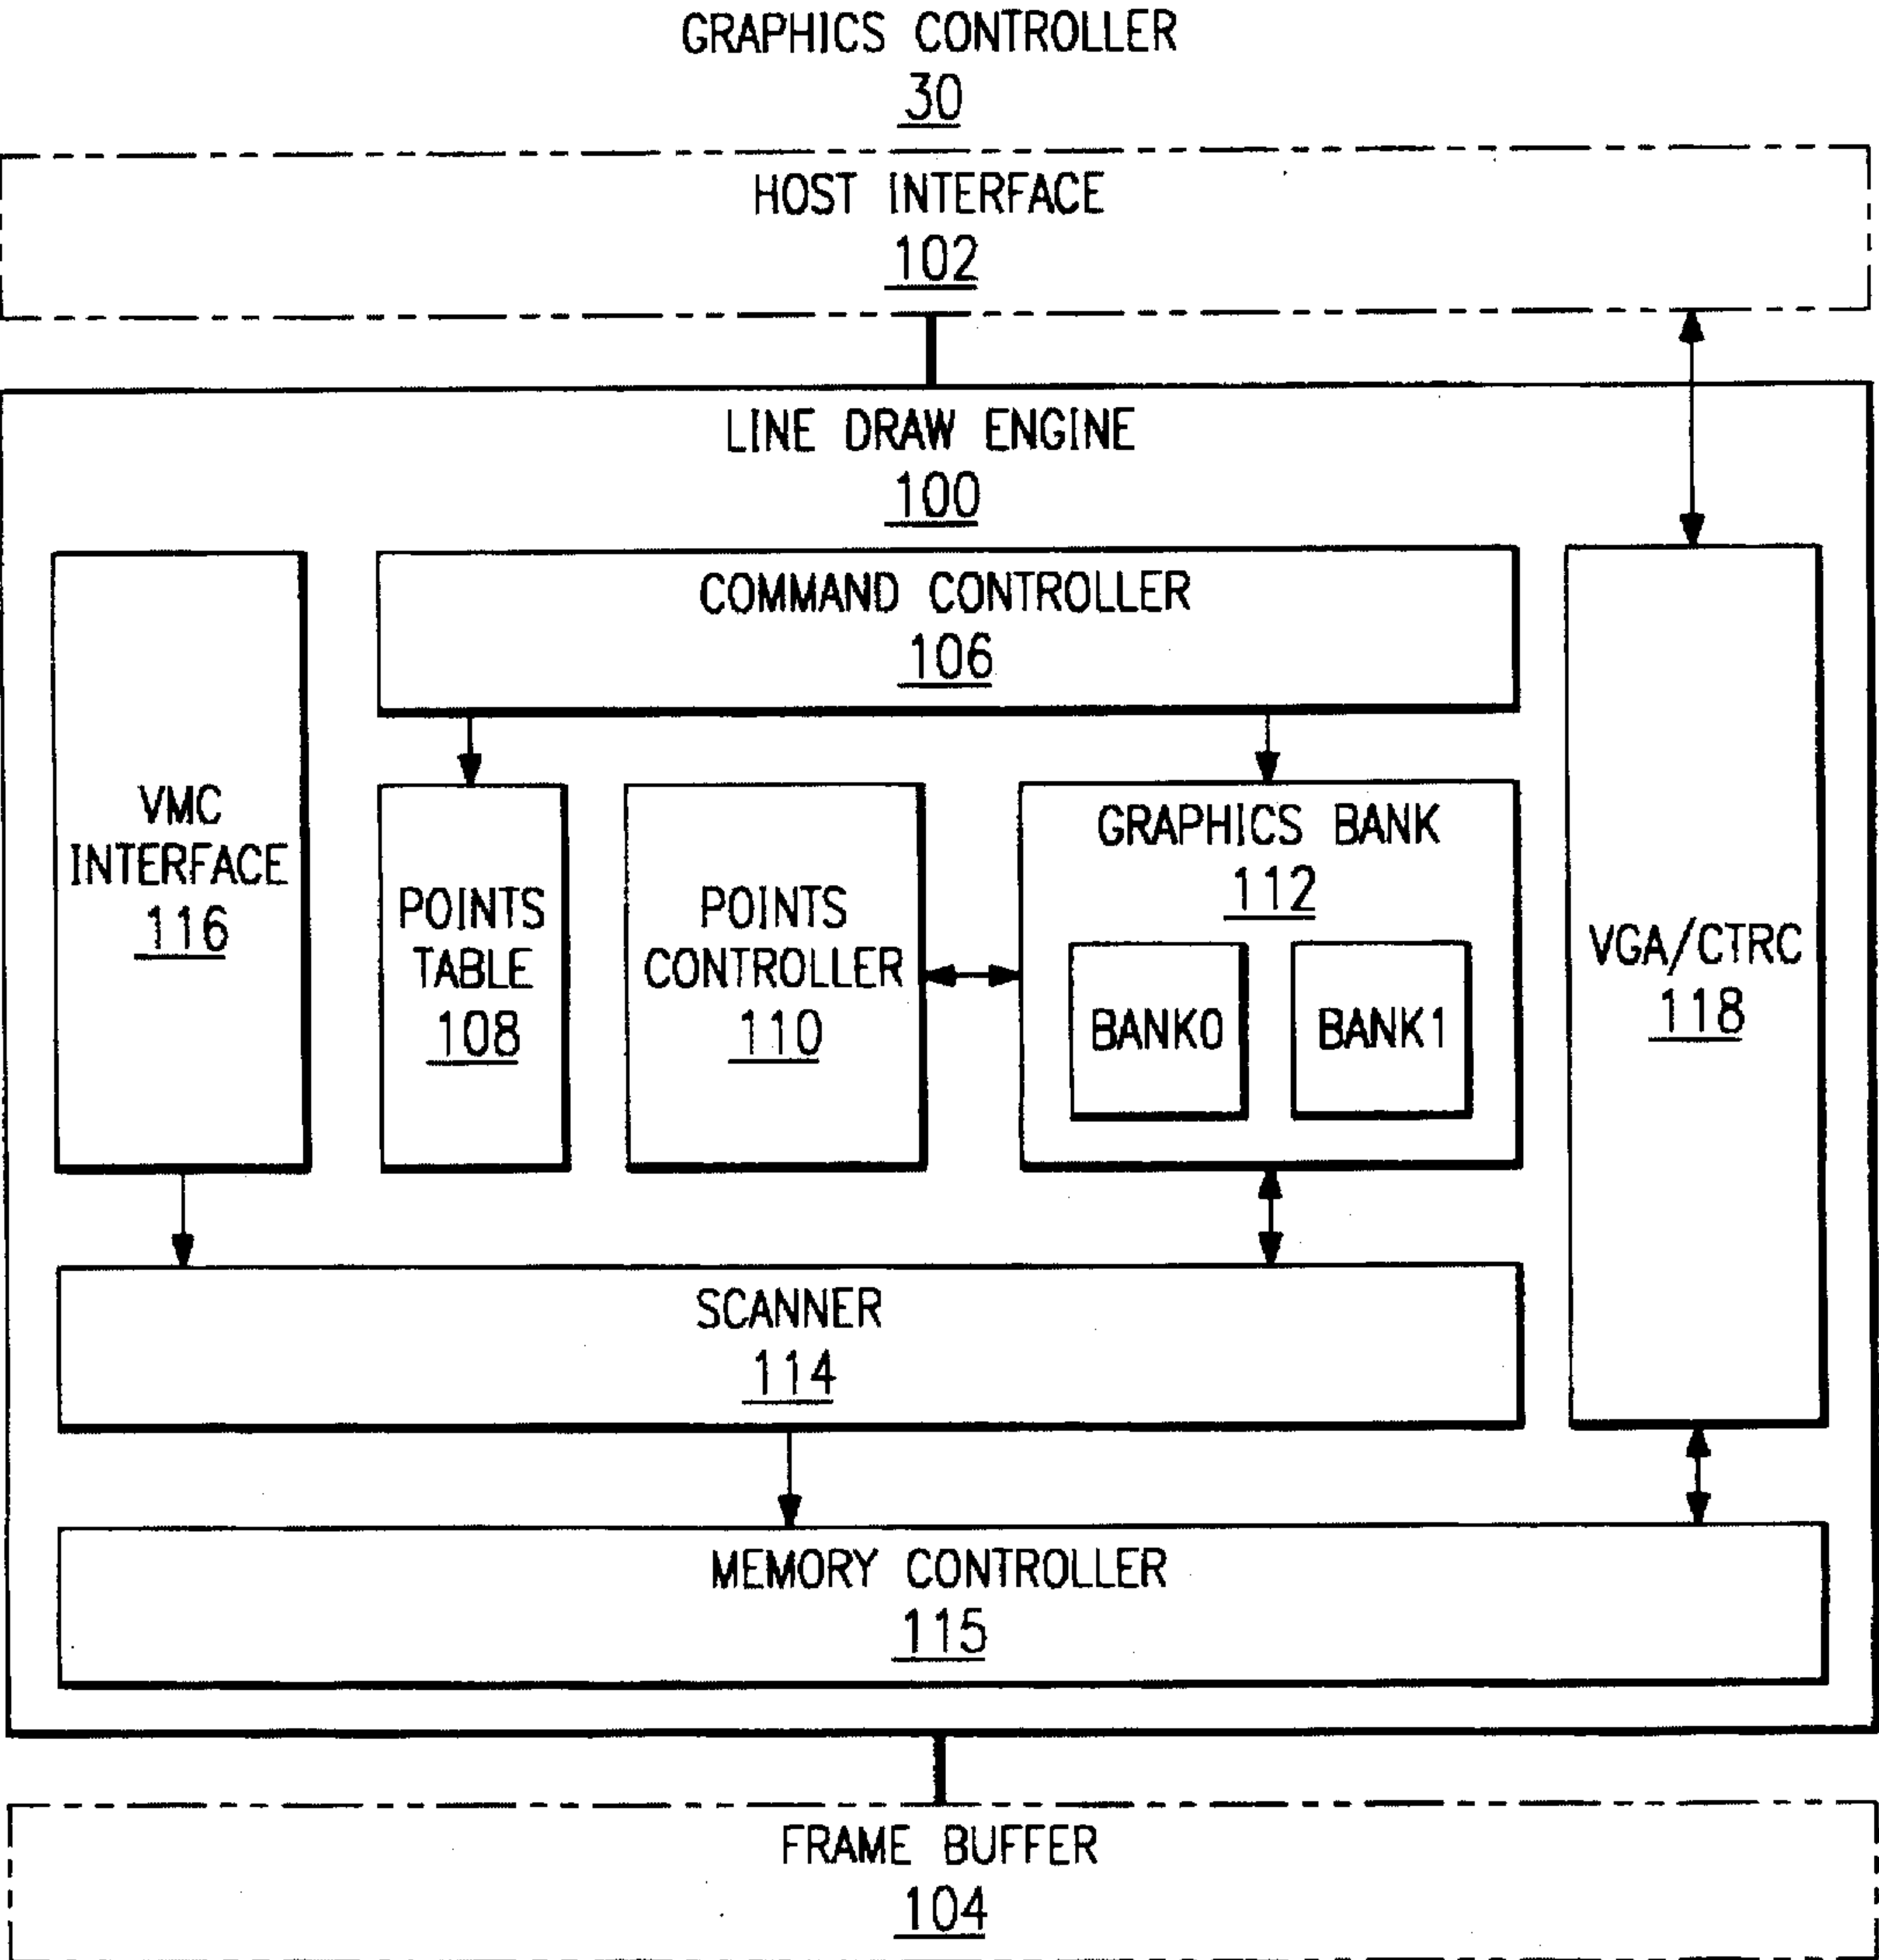 GRAPHICS CONTROLLER
30
HOST INTERFACE
102
LINE DRAW ENGINE
100
COMMAND CONTROLLER
106
VMC
INTERFACE
116
POINTS
TABLE
108
POINTS
CONTROLLER
110
GRAPHICS BANK
112
BANK0
BANK1
VGA/CTRC
118
SCANNER
114
MEMORY CONTROLLER
115
FRAME BUFFER
104